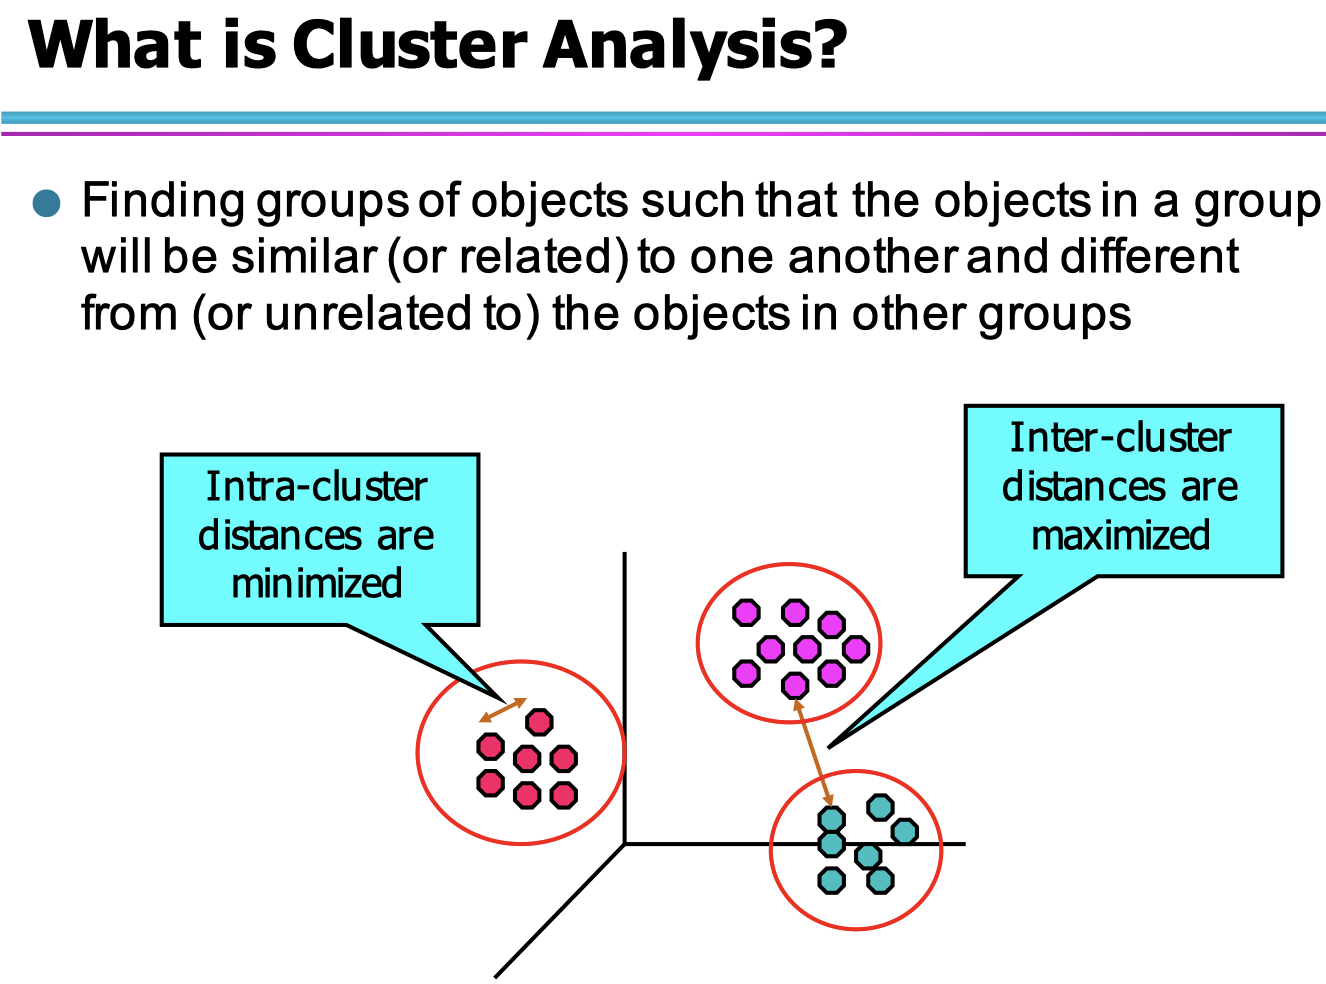 What is Cluster Analysis?
Finding groups of objects such that the objects in a group
will be similar (or related) to one another and different
from (or unrelated to) the objects in other groups
Intra-cluster
distances are
minimized
Inter-cluster
distances are
maximized